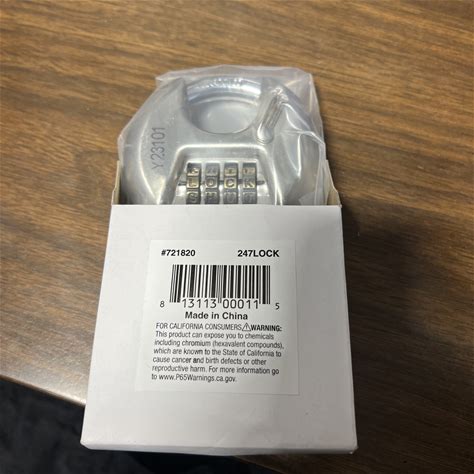 Y23101
LOCK
#721820 247LOCK
8 13113 00011 5
Made in China
FOR CALIFORNIA CONSUMERS⚠WARNING:
This product can expose you to chemicals
including chromium (hexavalent compounds),
which are known to the State of California to
cause cancer and birth defects or other
reproductive harm. For more information go
to www.P65Warnings.ca.gov.